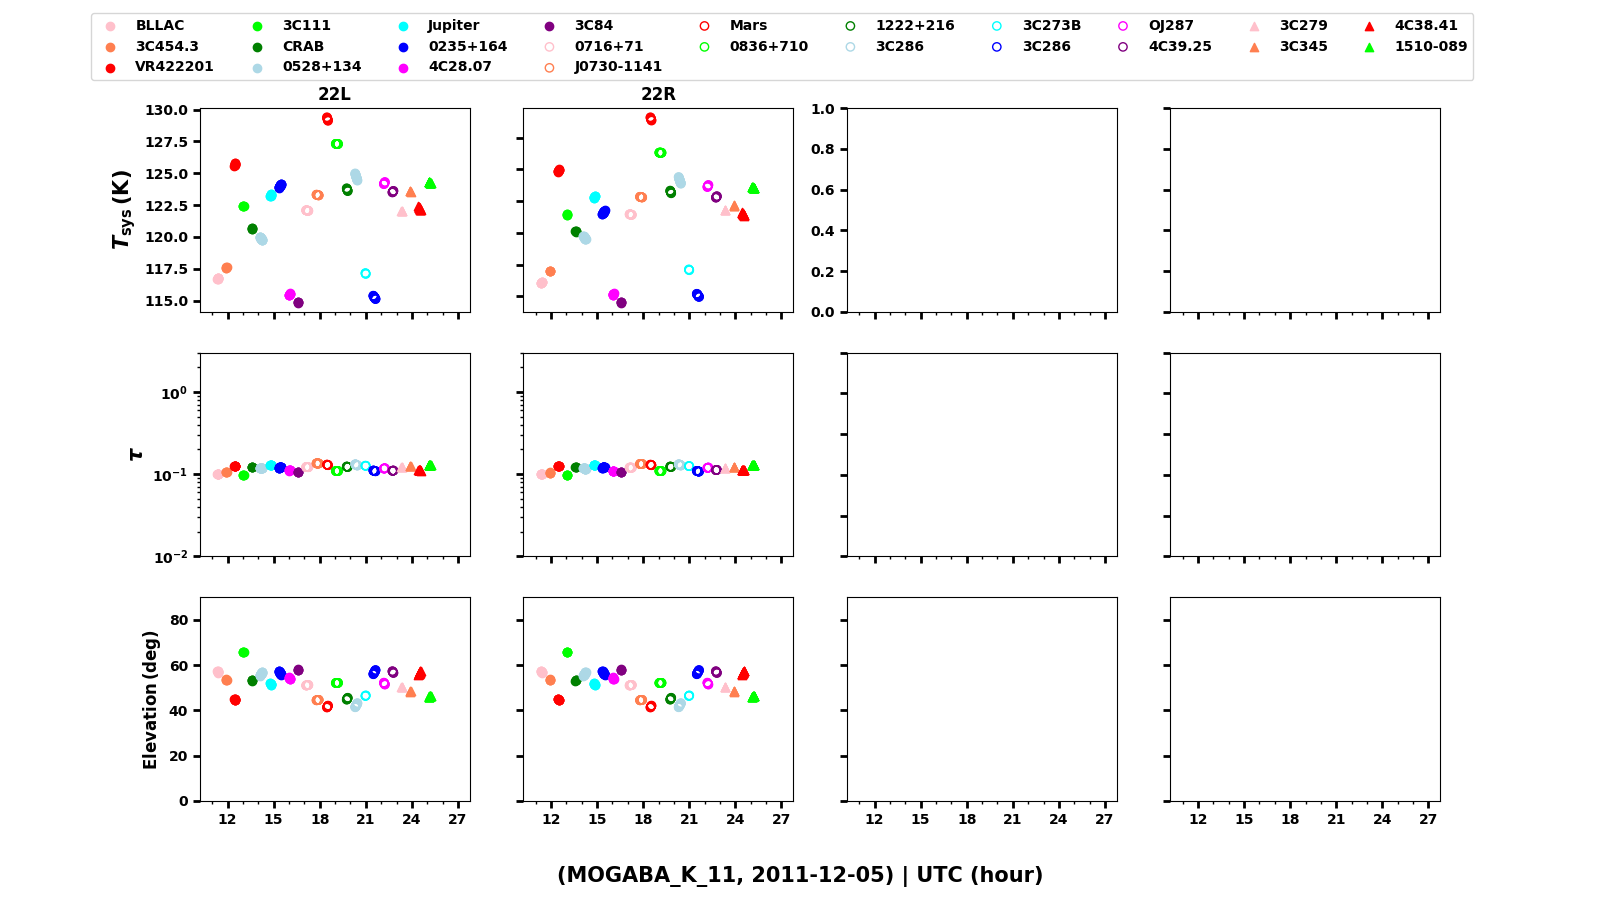 BLLAC 3C111 Jupiter 3C84 Mars 1222+216 3C273B OJ287 3C279 4C38.41
3C454.3 CRAB 0235+164 0716+71 0836+710 3C286 3C286 4C39.25 3C345 1510-089
VR422201 0528+134 4C28.07 J0730-1141
22L 22R
130.0
127.5
125.0
122.5
120.0
117.5
115.0
Tsys (K)
1.0
0.8
0.6
0.4
0.2
0.0
10⁰
10⁻¹
10⁻²
τ
80
60
40
20
0
Elevation (deg)
12 15 18 21 24 27 12 15 18 21 24 27 12 15 18 21 24 27 12 15 18 21 24 27
(MOGABA_K_11, 2011-12-05) | UTC (hour)